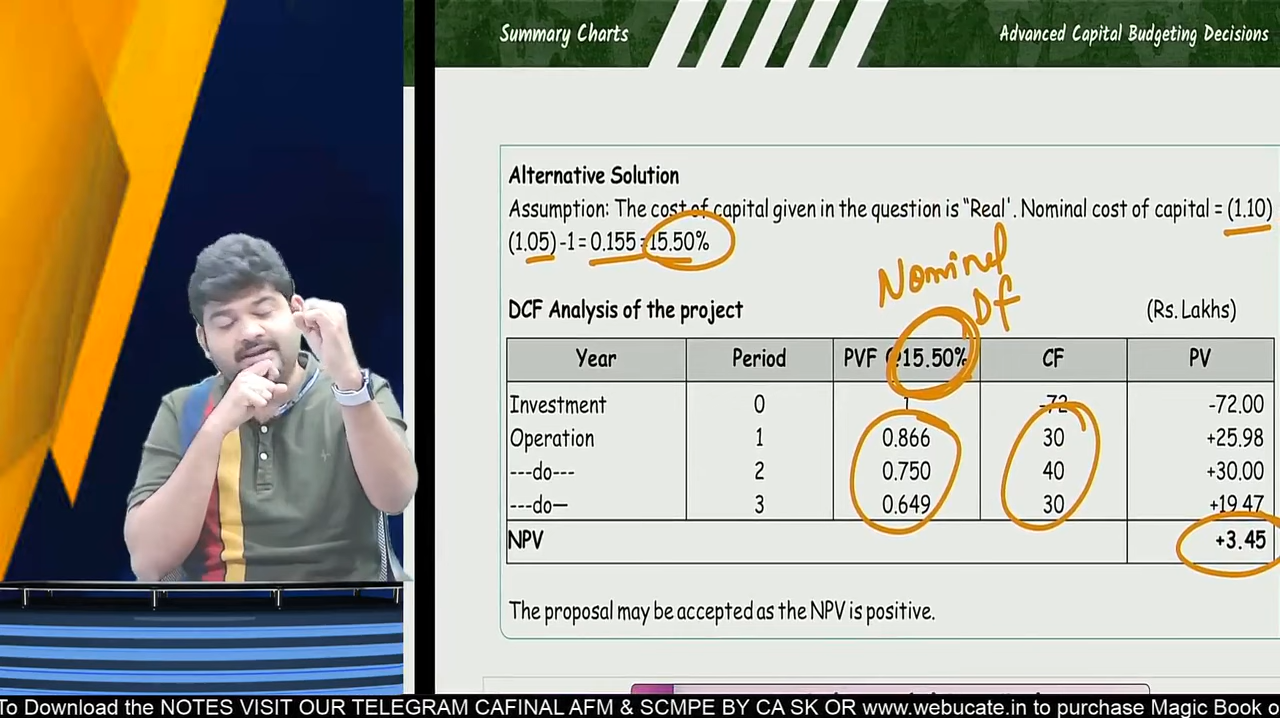 Summary Charts
Advanced Capital Budgeting Decisions
Alternative Solution
Assumption: The cost of capital given in the question is “Real'. Nominal cost of capital = (1.10)
(1.05) -1 = 0.155 =15.50%
Nominal
Df
DCF Analysis of the project (Rs. Lakhs)
Year Period PVF @15.50% CF PV
Investment 0 1 -72 -72.00
Operation 1 0.866 30 +25.98
---do--- 2 0.750 40 +30.00
---do— 3 0.649 30 +19.47
NPV +3.45
The proposal may be accepted as the NPV is positive.
To Download the NOTES VISIT OUR TELEGRAM CAFINAL AFM & SCMPE BY CA SK OR www.webucate.in to purchase Magic Book o